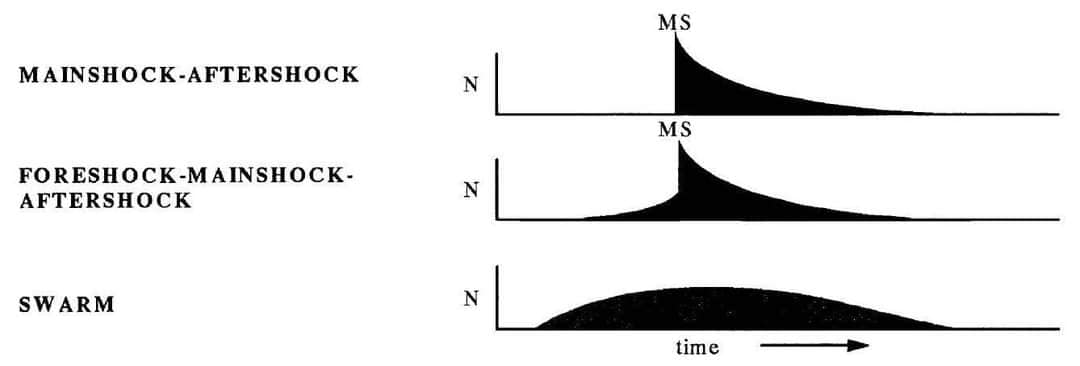 MS
MAINSHOCK-AFTERSHOCK
N
MS
FORESHOCK-MAINSHOCK-
AFTERSHOCK
N
SWARM
N
time